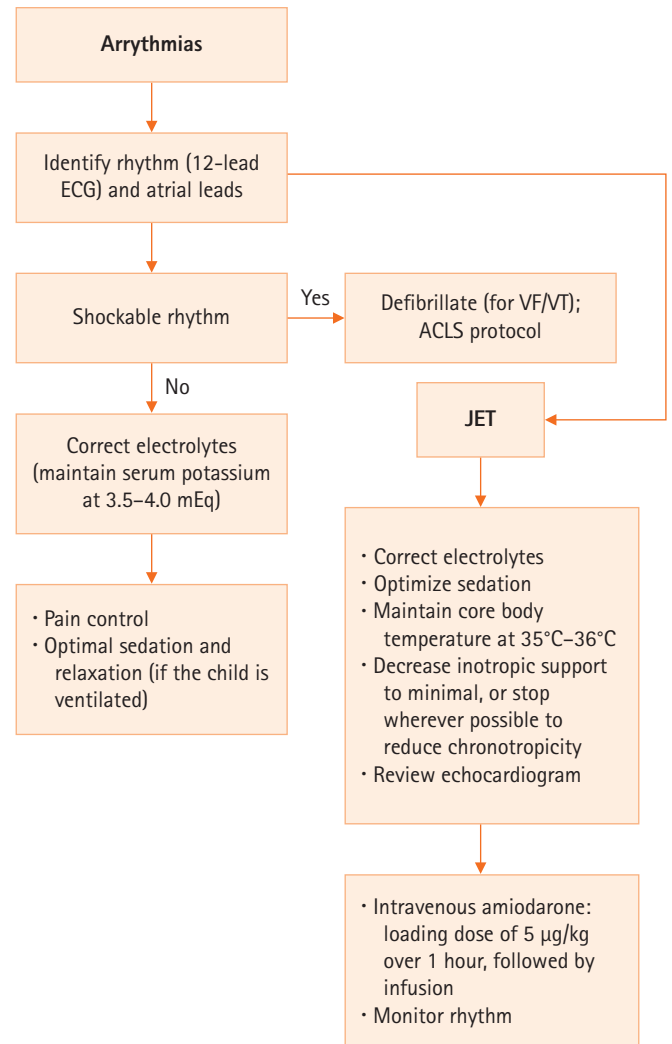 Arrythmias
Identify rhythm (12-lead
ECG) and atrial leads
Shockable rhythm
Yes
Defibrillate (for VF/VT);
ACLS protocol
No
Correct electrolytes
(maintain serum potassium
at 3.5–4.0 mEq)
· Pain control
· Optimal sedation and
relaxation (if the child is
ventilated)
JET
· Correct electrolytes
· Optimize sedation
· Maintain core body
temperature at 35°C–36°C
· Decrease inotropic support
to minimal, or stop
wherever possible to
reduce chronotropicity
· Review echocardiogram
· Intravenous amiodarone:
loading dose of 5 µg/kg
over 1 hour, followed by
infusion
· Monitor rhythm